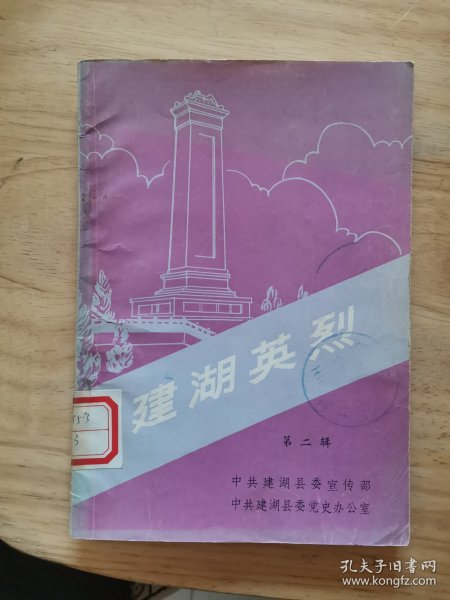 建湖英烈
第二辑
中共建湖县委宣传部
中共建湖县委党史办公室
孔夫子旧书网
www.kongfz.com